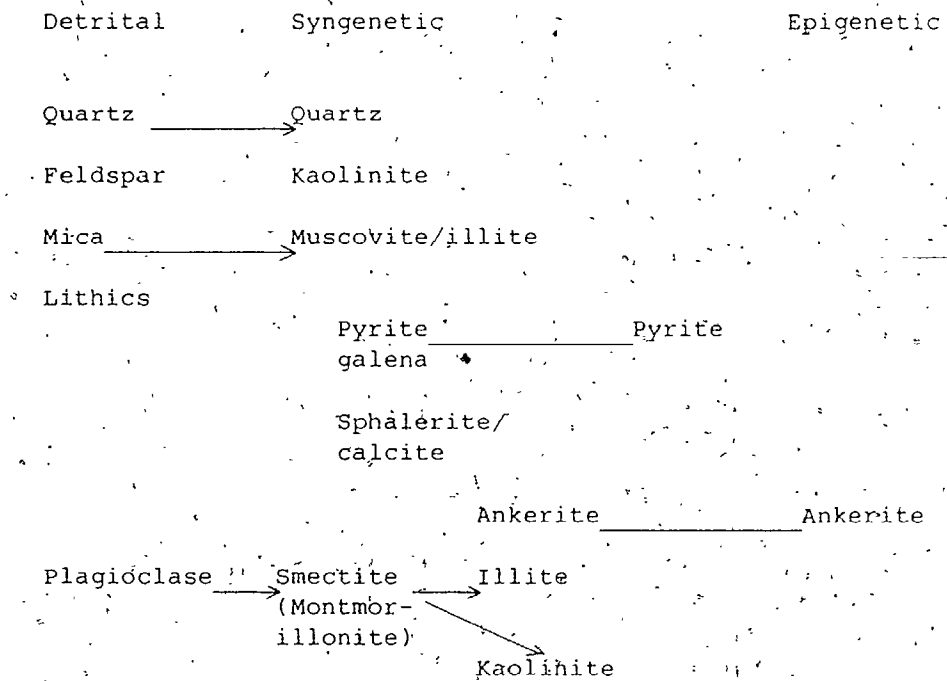 Detrital Syngenetic Epigenetic
Quartz Quartz
Feldspar Kaolinite
Mica Muscovite/illite
Lithics
Pyrite Pyrite
galena
Sphalerite/
calcite
Ankerite Ankerite
Plagioclase Smectite Illite
(Montmor-
illonite)
Kaolinite